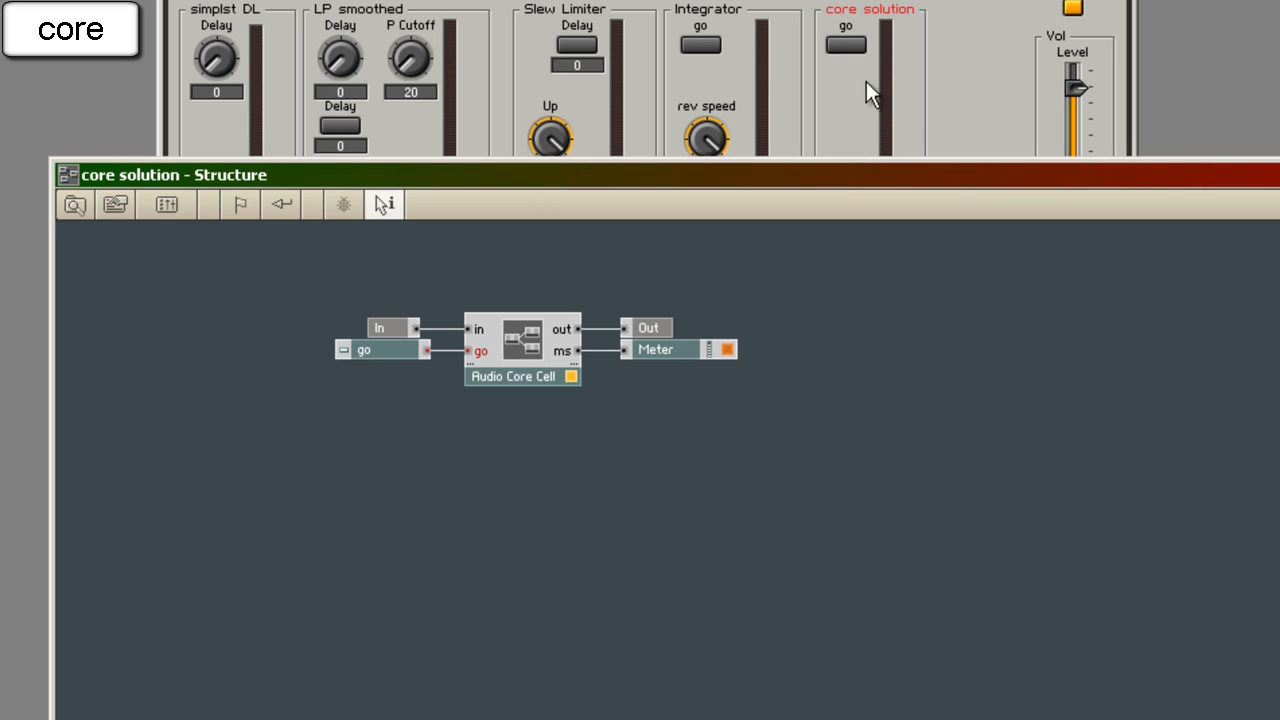 core
simplst DL
LP smoothed
Slew Limiter
Integrator
core solution
Delay
Delay
P Cutoff
Delay
go
go
Vol
Level
0
0
20
0
Delay
0
Up
rev speed
core solution - Structure
i
In
in
out
Out
go
go
ms
Meter
Audio Core Cell